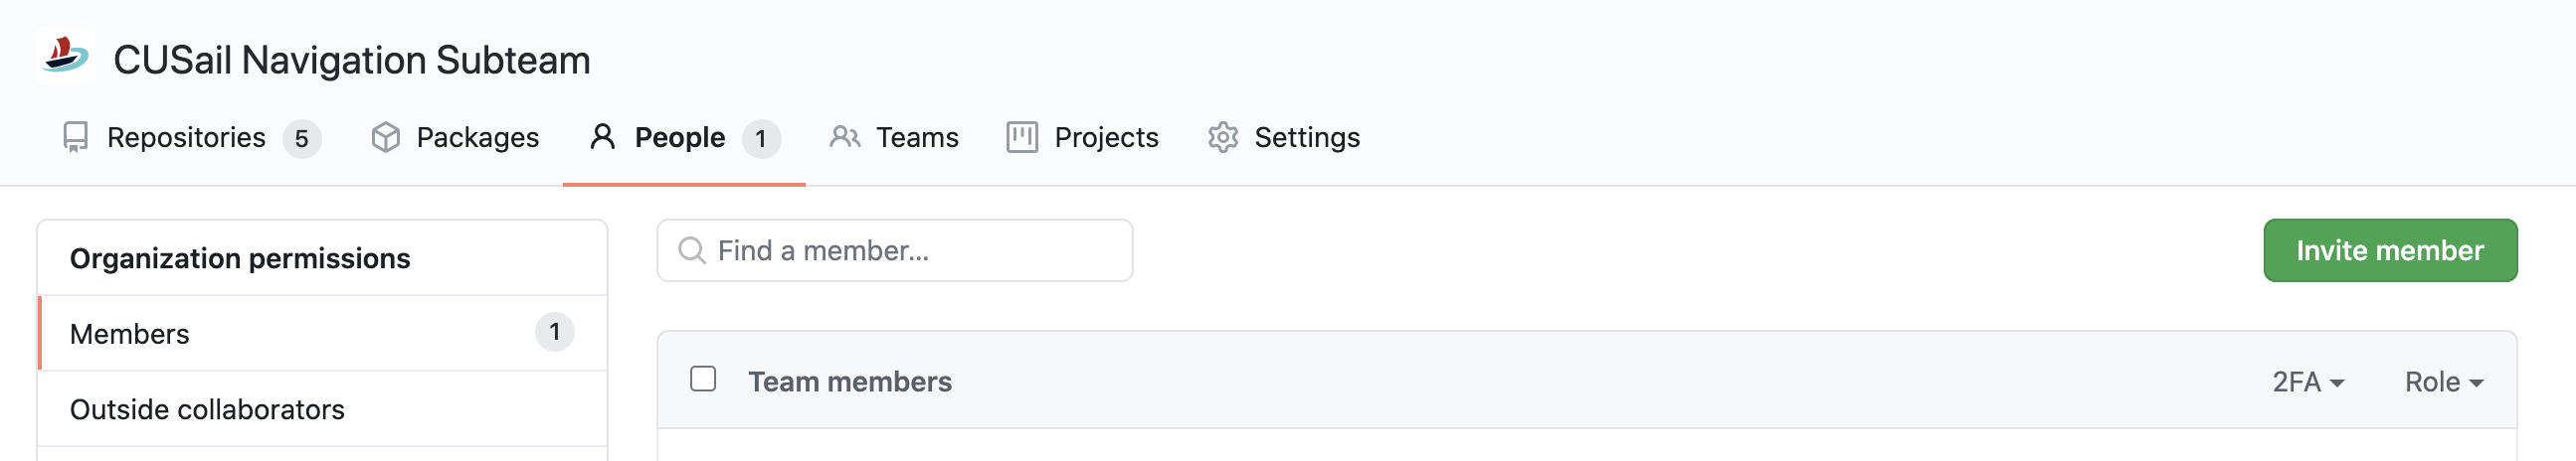 CUSail Navigation Subteam
Repositories 5 Packages People 1 Teams Projects Settings
Organization permissions
Members 1
Outside collaborators
Find a member...
Invite member
Team members 2FA Role